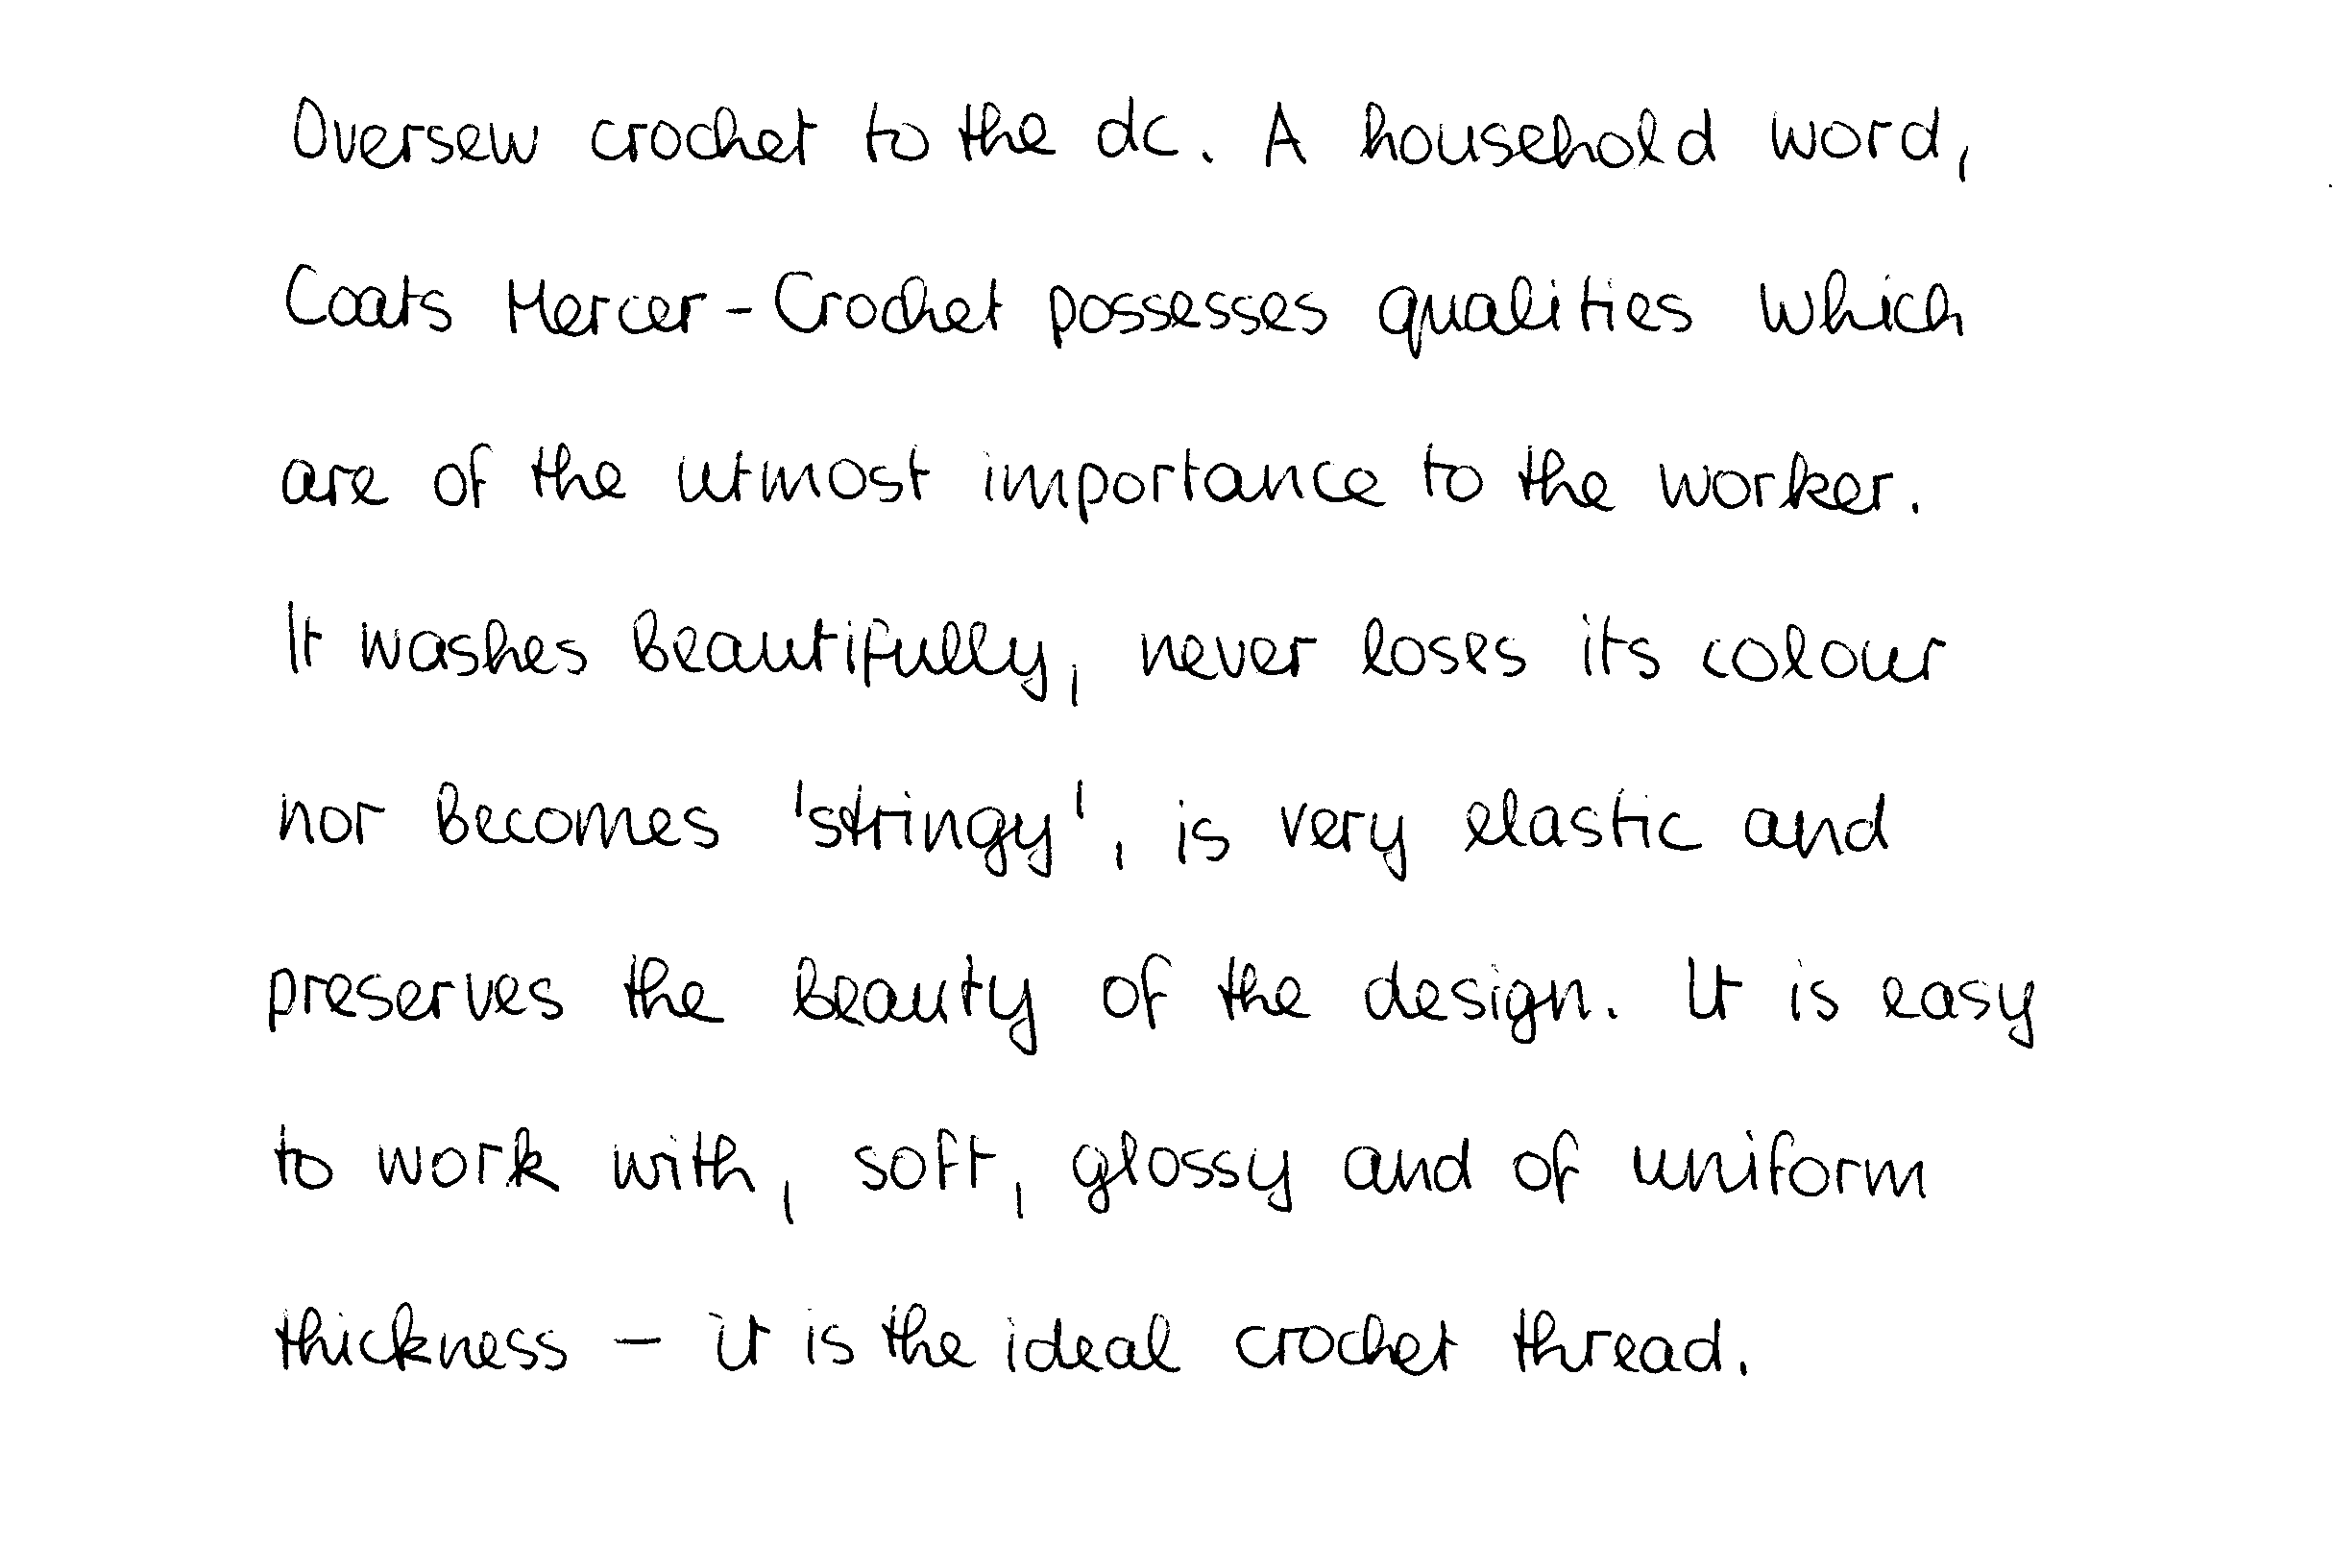 Oversew crochet to the dc. A household word,
Coats Mercer-Crochet possesses qualities which
are of the utmost importance to the worker.
It washes beautifully, never loses its colour
nor becomes 'stringy', is very elastic and
preserves the beauty of the design. It is easy
to work with, soft, glossy and of uniform
thickness - it is the ideal crochet thread.